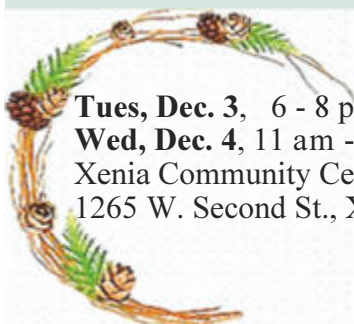 Tues, Dec. 3, 6 - 8 p
Wed, Dec. 4, 11 am -
Xenia Community Ce
1265 W. Second St., X